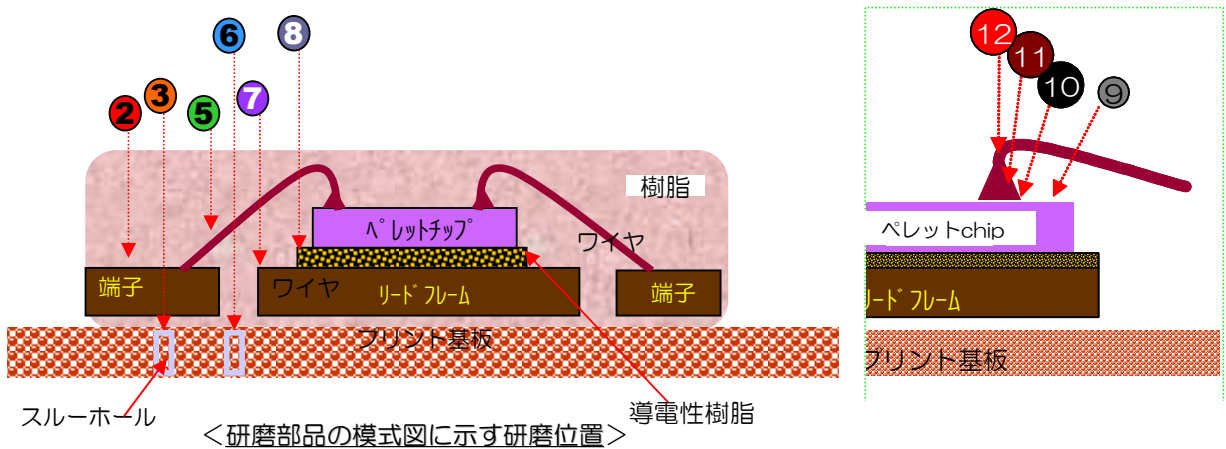 ⑥ ⑧
② ③ ⑤ ⑦
樹脂
ﾍﾟﾚｯﾄﾁｯﾌﾟ
ワイヤ
端子 ワイヤ ﾘｰﾄﾞﾌﾚｰﾑ 端子
プリント基板
スルーホール
導電性樹脂
＜研磨部品の模式図に示す研磨位置＞
⑫
⑪
⑩ ⑨
ペレットchip
ﾘｰﾄﾞﾌﾚｰﾑ
プリント基板